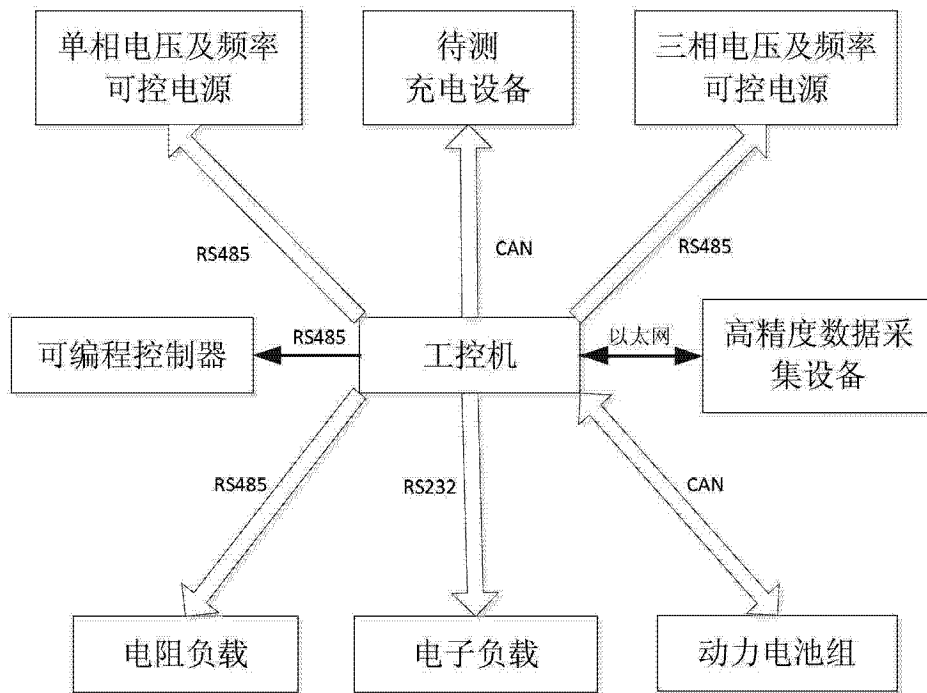 单相电压及频率
可控电源
待测
充电设备
三相电压及频率
可控电源
RS485
CAN
RS485
可编程控制器
RS485
工控机
以太网
高精度数据采
集设备
RS485
RS232
CAN
电阻负载
电子负载
动力电池组